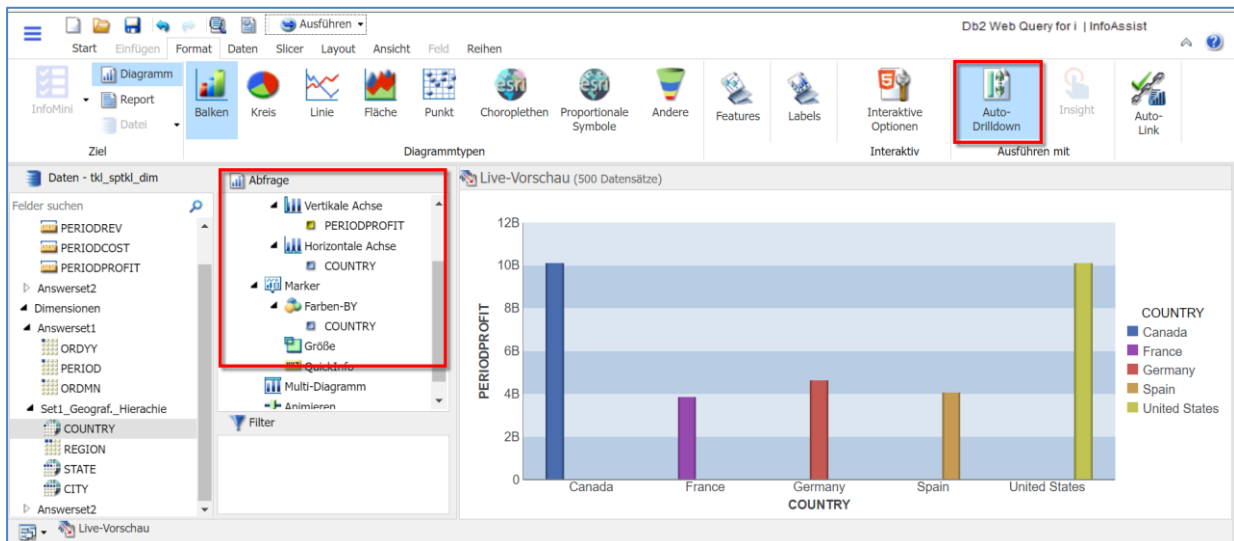 Ausführen
Db2 Web Query for i | InfoAssist
Start Einfügen Format Daten Slicer Layout Ansicht Feld Reihen
InfoMini
Diagramm
Report
Datei
Balken
Kreis
Linie
Fläche
Punkt
Choroplethen
Proportionale
Symbole
Andere
Features
Labels
Interaktive
Optionen
Auto-
Drilldown
Insight
Auto-
Link
Ziel
Diagrammtypen
Interaktiv
Ausführen mit
Daten - tkl_sptkl_dim
Felder suchen
PERIODREV
PERIODCOST
PERIODPROFIT
Answerset2
Dimensionen
Answerset1
ORDYY
PERIOD
ORDMN
Set1_Geograf._Hierachie
COUNTRY
REGION
STATE
CITY
Answerset2
Abfrage
Vertikale Achse
PERIODPROFIT
Horizontale Achse
COUNTRY
Marker
Farben-BY
COUNTRY
Größe
QuickInfo
Multi-Diagramm
Animieren
Filter
Live-Vorschau (500 Datensätze)
12B
10B
8B
6B
4B
2B
0
PERIODPROFIT
Canada France Germany Spain United States
COUNTRY
COUNTRY
Canada
France
Germany
Spain
United States
Live-Vorschau